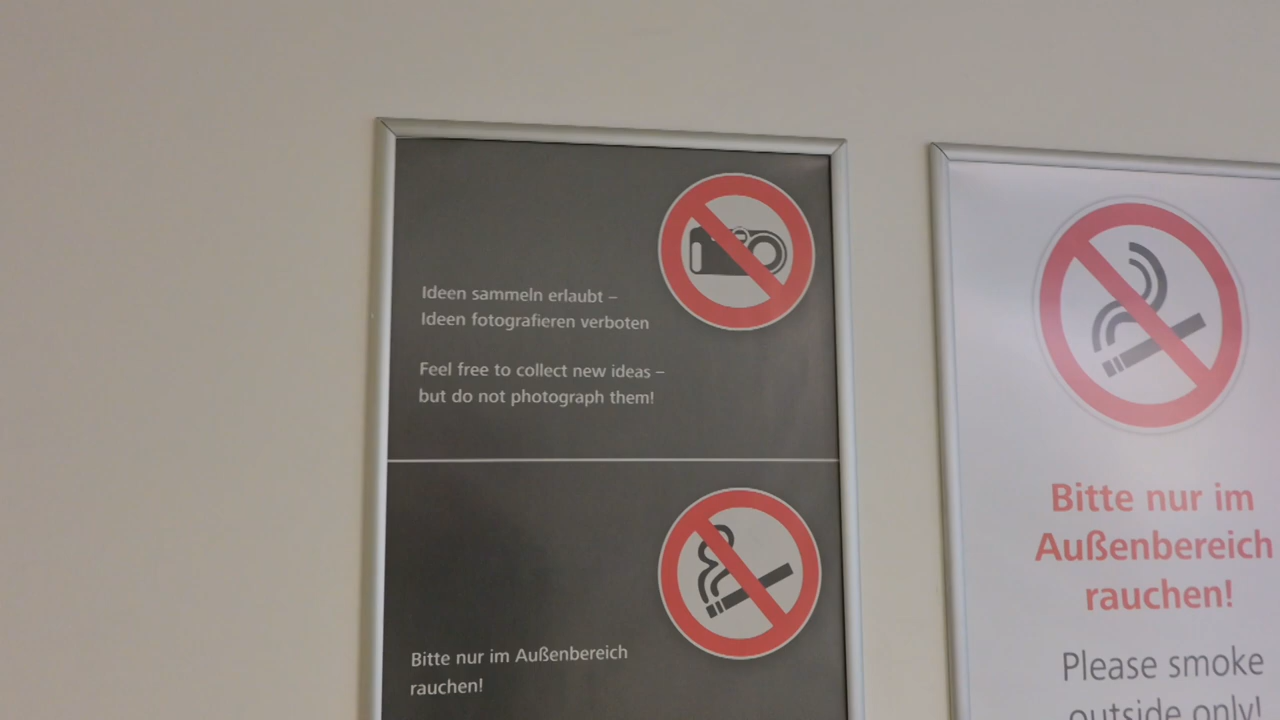 Ideen sammeln erlaubt –
Ideen fotografieren verboten
Feel free to collect new ideas –
but do not photograph them!
Bitte nur im Außenbereich
rauchen!
Bitte nur im
Außenbereich
rauchen!
Please smoke
outside only!